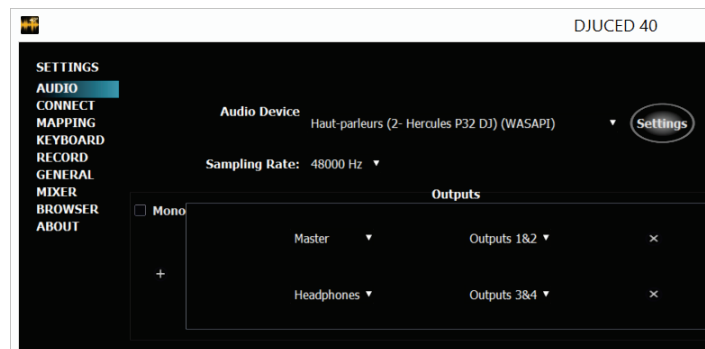 DJUCED 40
SETTINGS
AUDIO
CONNECT
MAPPING
KEYBOARD
RECORD
GENERAL
MIXER
BROWSER
ABOUT
Audio Device
Haut-parleurs (2- Hercules P32 DJ) (WASAPI)
Settings
Sampling Rate: 48000 Hz
Outputs
Mono
Master Outputs 1&2 ×
+
Headphones Outputs 3&4 ×